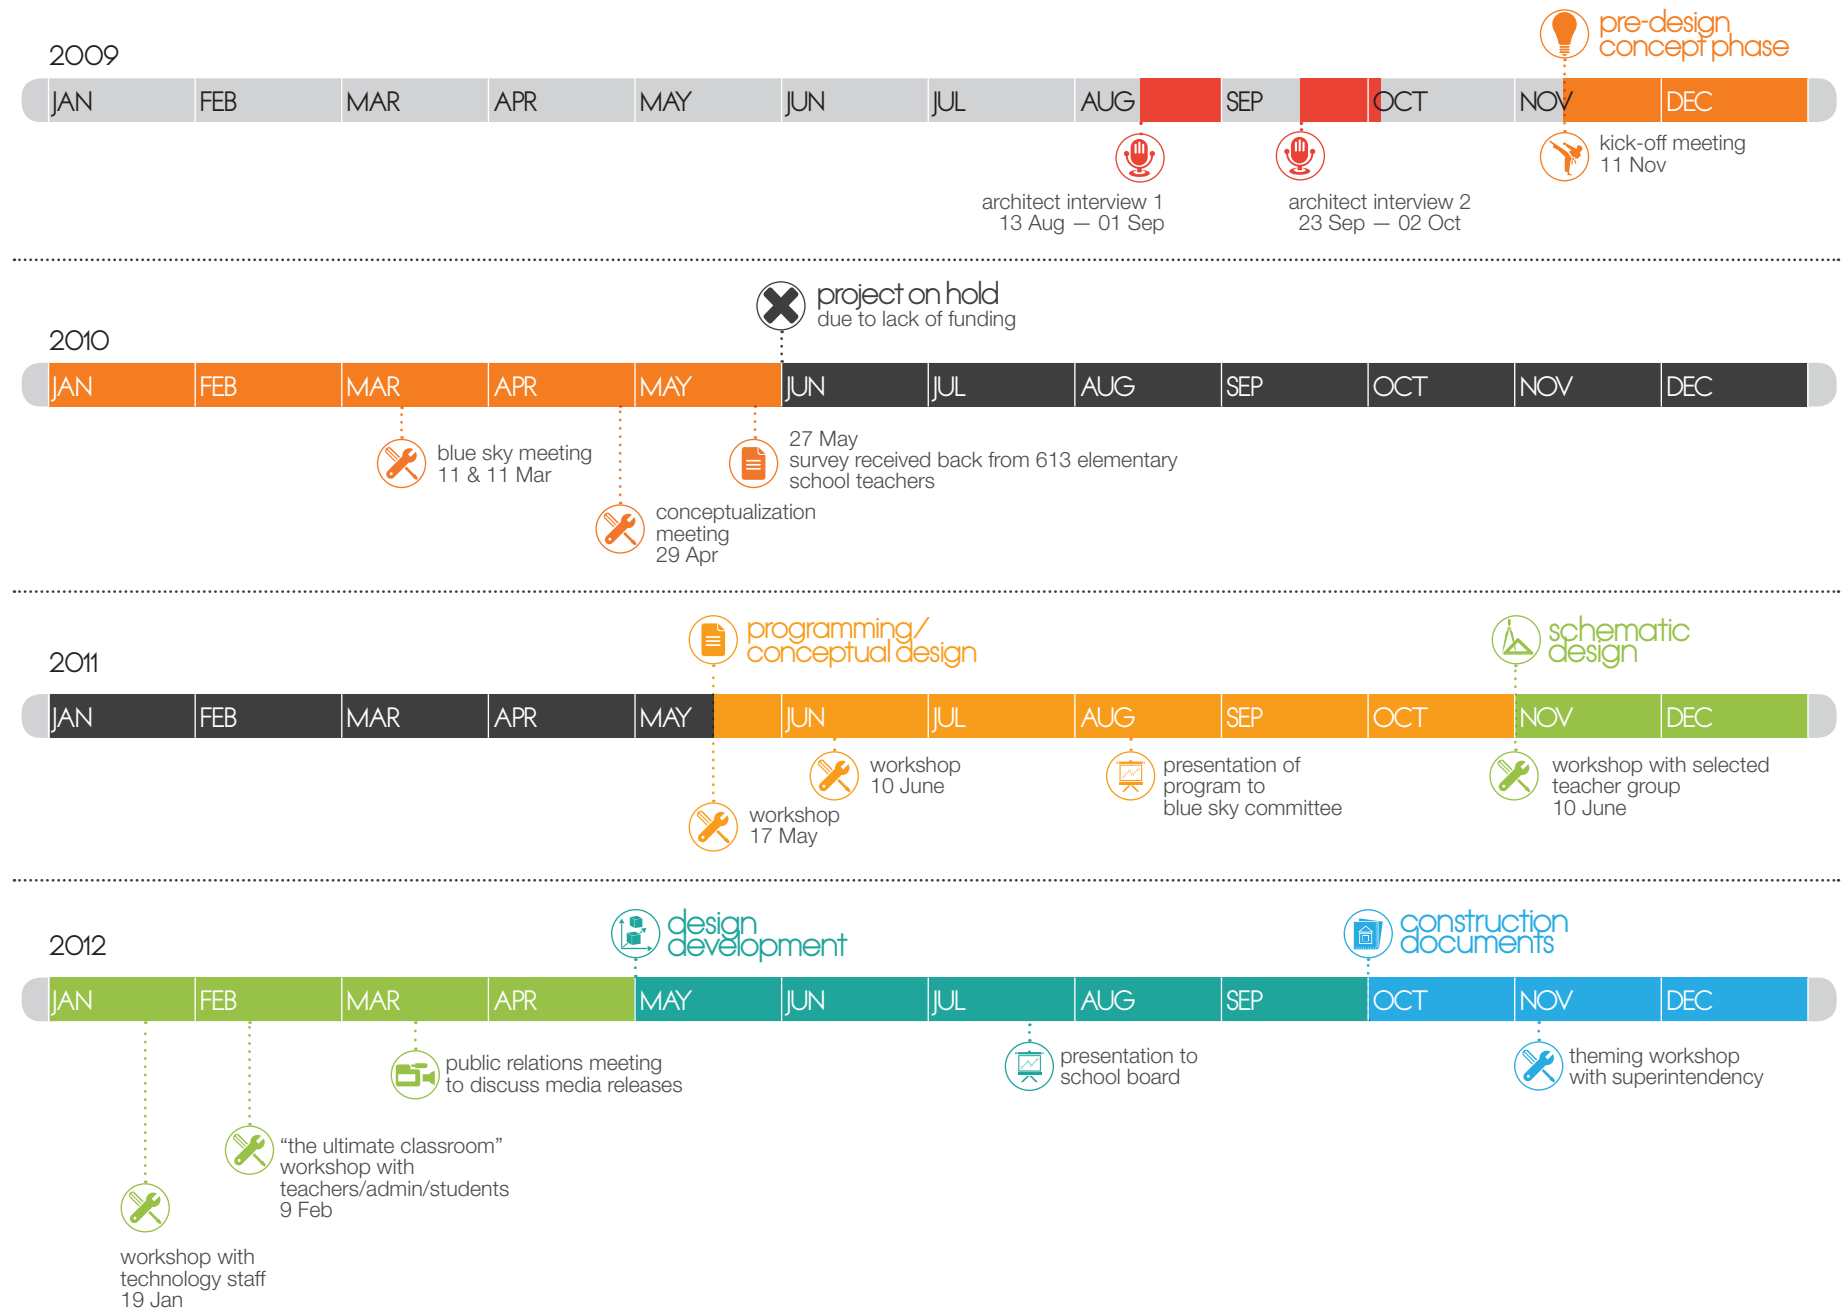 pre-design
concept phase
2009
JAN FEB MAR APR MAY JUN JUL AUG SEP OCT NOV DEC
kick-off meeting
11 Nov
architect interview 1
13 Aug — 01 Sep
architect interview 2
23 Sep — 02 Oct
project on hold
due to lack of funding
2010
JAN FEB MAR APR MAY JUN JUL AUG SEP OCT NOV DEC
blue sky meeting
11 & 11 Mar
27 May
survey received back from 613 elementary
school teachers
conceptualization
meeting
29 Apr
programming/
conceptual design
schematic
design
2011
JAN FEB MAR APR MAY JUN JUL AUG SEP OCT NOV DEC
workshop
10 June
presentation of
program to
blue sky committee
workshop with selected
teacher group
10 June
workshop
17 May
design
development
construction
documents
2012
JAN FEB MAR APR MAY JUN JUL AUG SEP OCT NOV DEC
public relations meeting
to discuss media releases
presentation to
school board
theming workshop
with superintendency
“the ultimate classroom”
workshop with
teachers/admin/students
9 Feb
workshop with
technology staff
19 Jan